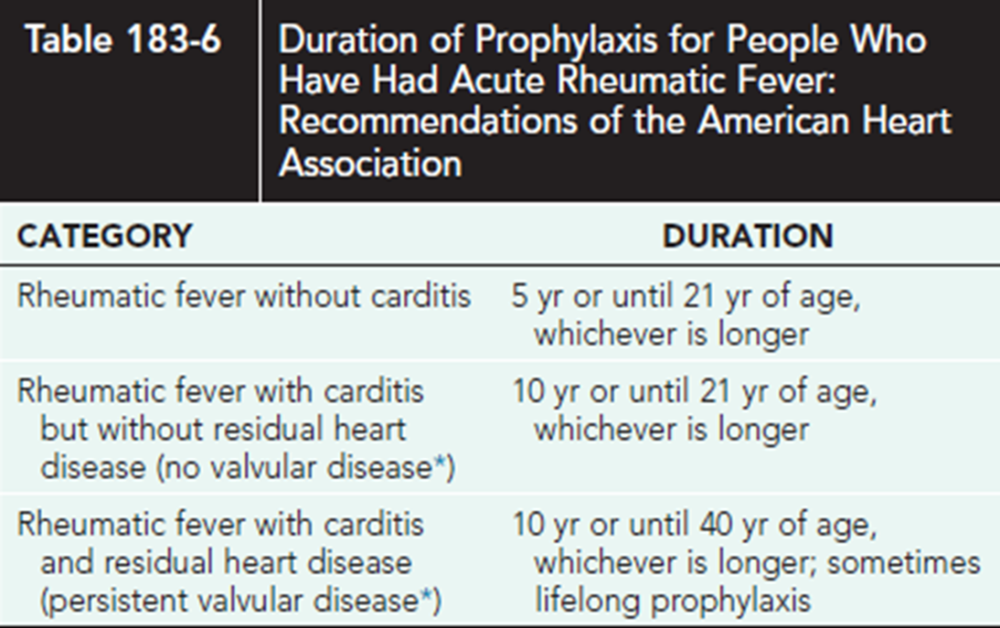 Table 183-6
Duration of Prophylaxis for People Who
Have Had Acute Rheumatic Fever:
Recommendations of the American Heart
Association
CATEGORY DURATION
Rheumatic fever without carditis 5 yr or until 21 yr of age,
whichever is longer
Rheumatic fever with carditis 10 yr or until 21 yr of age,
but without residual heart whichever is longer
disease (no valvular disease*)
Rheumatic fever with carditis 10 yr or until 40 yr of age,
and residual heart disease whichever is longer; sometimes
(persistent valvular disease*) lifelong prophylaxis